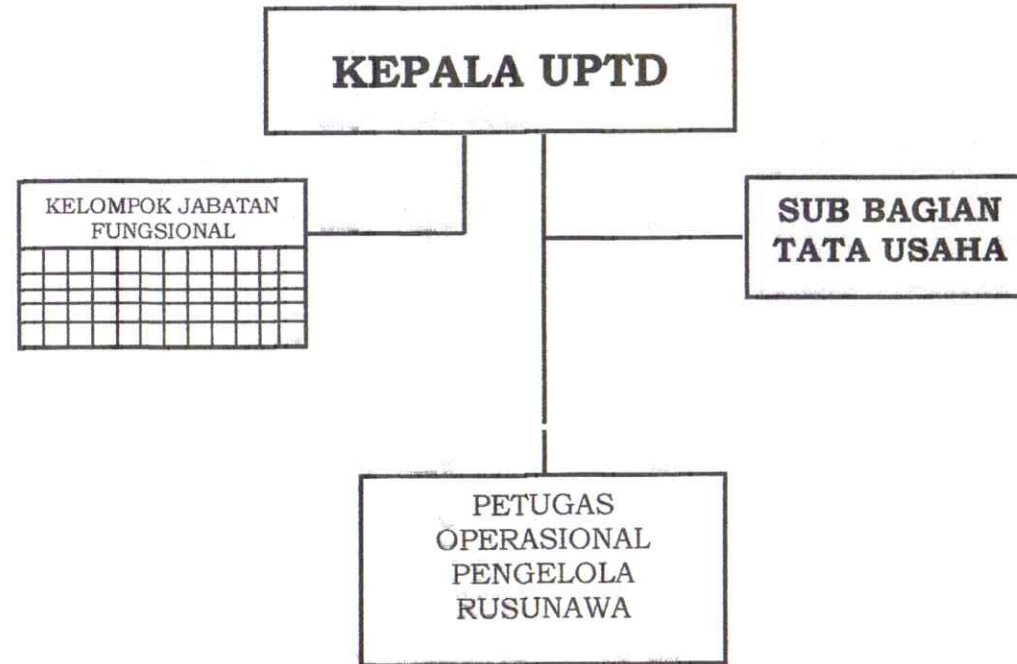 KEPALA UPTD
KELOMPOK JABATAN
FUNGSIONAL
SUB BAGIAN
TATA USAHA
PETUGAS
OPERASIONAL
PENGELOLA
RUSUNAWA